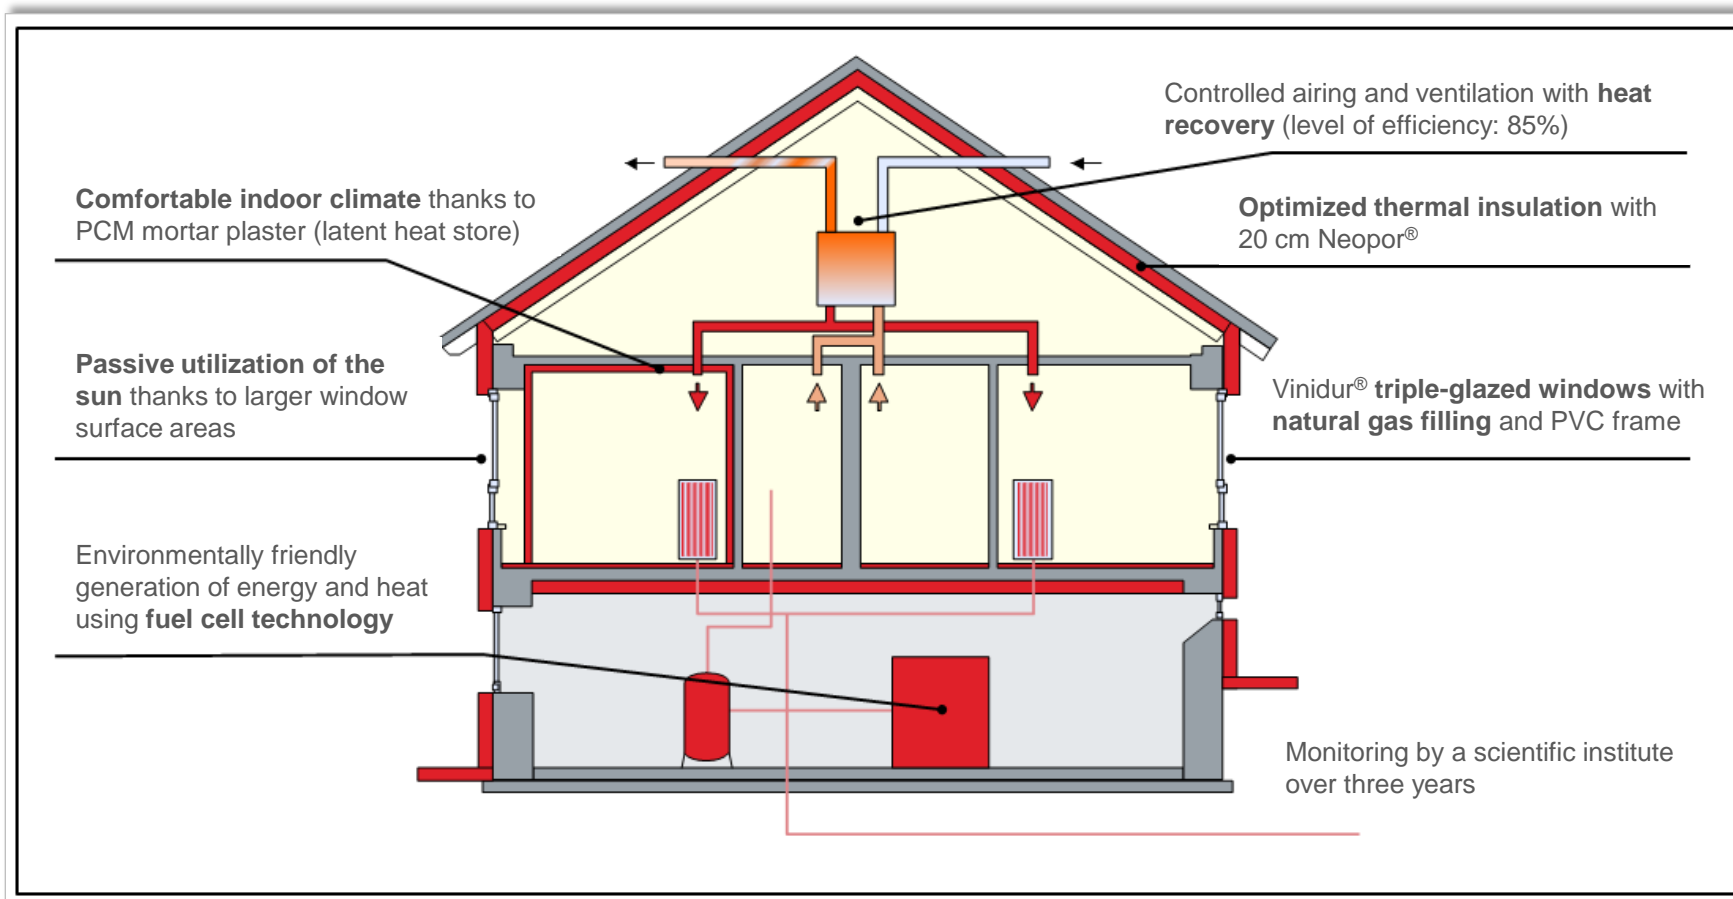 Controlled airing and ventilation with heat
recovery (level of efficiency: 85%)
Comfortable indoor climate thanks to
PCM mortar plaster (latent heat store)
Optimized thermal insulation with
20 cm Neopor®
Passive utilization of the
sun thanks to larger window
surface areas
Vinidur® triple-glazed windows with
natural gas filling and PVC frame
Environmentally friendly
generation of energy and heat
using fuel cell technology
Monitoring by a scientific institute
over three years